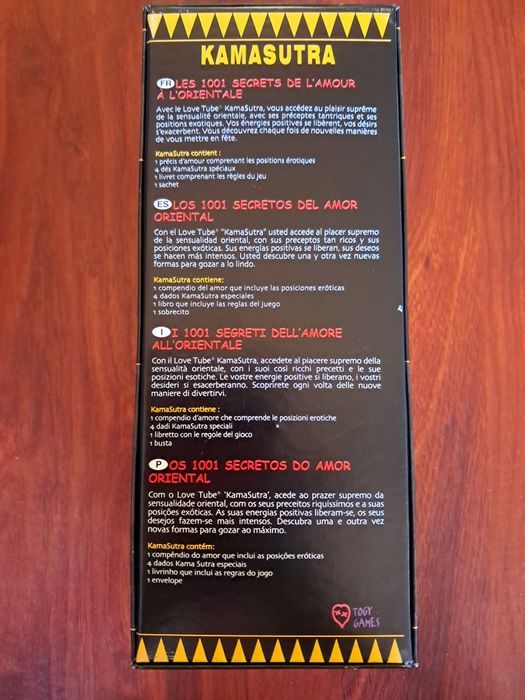 KAMASUTRA
FR LES 1001 SECRETS DE L'AMOUR
À L'ORIENTALE
Avec le Love Tube® KamaSutra, vous accédez au plaisir suprême
de la sensualité orientale, avec ses préceptes tantriques et ses
positions exotiques. Vos énergies positives se libèrent, vos désirs
s'exacerbent. Vous découvrez chaque fois de nouvelles manières
de vous mettre en fête.
KamaSutra contient :
1 précis d'amour comprenant les positions érotiques
4 dés KamaSutra spéciaux
1 livret comprenant les règles du jeu
1 sachet
ES LOS 1001 SECRETOS DEL AMOR
ORIENTAL
Con el Love Tube® "KamaSutra" usted accede al placer supremo
de la sensualidad oriental, con sus preceptos tan ricos y sus
posiciones exóticas. Sus energías positivas se liberan, sus deseos
se hacen más intensos. Usted descubre una y otra vez nuevas
formas para gozar a lo lindo.
KamaSutra contiene:
1 compendio del amor que incluye las posiciones eróticas
4 dados KamaSutra especiales
1 libro que incluye las reglas del juego
1 sobrecito
I I 1001 SEGRETI DELL'AMORE
ALL'ORIENTALE
Con il Love Tube® KamaSutra, accedete al piacere supremo della
sensualità orientale, con i suoi così ricchi precetti e le sue
posizioni esotiche. Le vostre energie positive si liberano, i vostri
desideri si esacerberanno. Scoprirete ogni volta delle nuove
maniere di divertirvi.
KamaSutra contiene :
1 compendio d'amore che comprende le posizioni erotiche
4 dadi KamaSutra speciali
1 libretto con le regole del gioco
1 busta
P OS 1001 SECRETOS DO AMOR
ORIENTAL
Com o Love Tube® 'KamaSutra', acede ao prazer supremo da
sensualidade oriental, com os seus preceitos riquíssimos e a suas
posições exóticas. As suas energias positivas liberam-se, os seus
desejos fazem-se mais intensos. Descubra uma e outra vez
novas formas para gozar ao máximo.
KamaSutra contém:
1 compêndio do amor que inclui as posições eróticas
4 dados Kama Sutra especiais
1 livrinho que inclui as regras do jogo
1 envelope
TOGY
GAMES